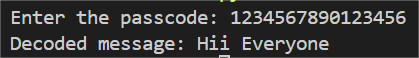 Enter the passcode: 1234567890123456
Decoded message: Hii Everyone